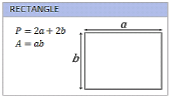 RECTANGLE
P = 2a + 2b
A = ab
a
b